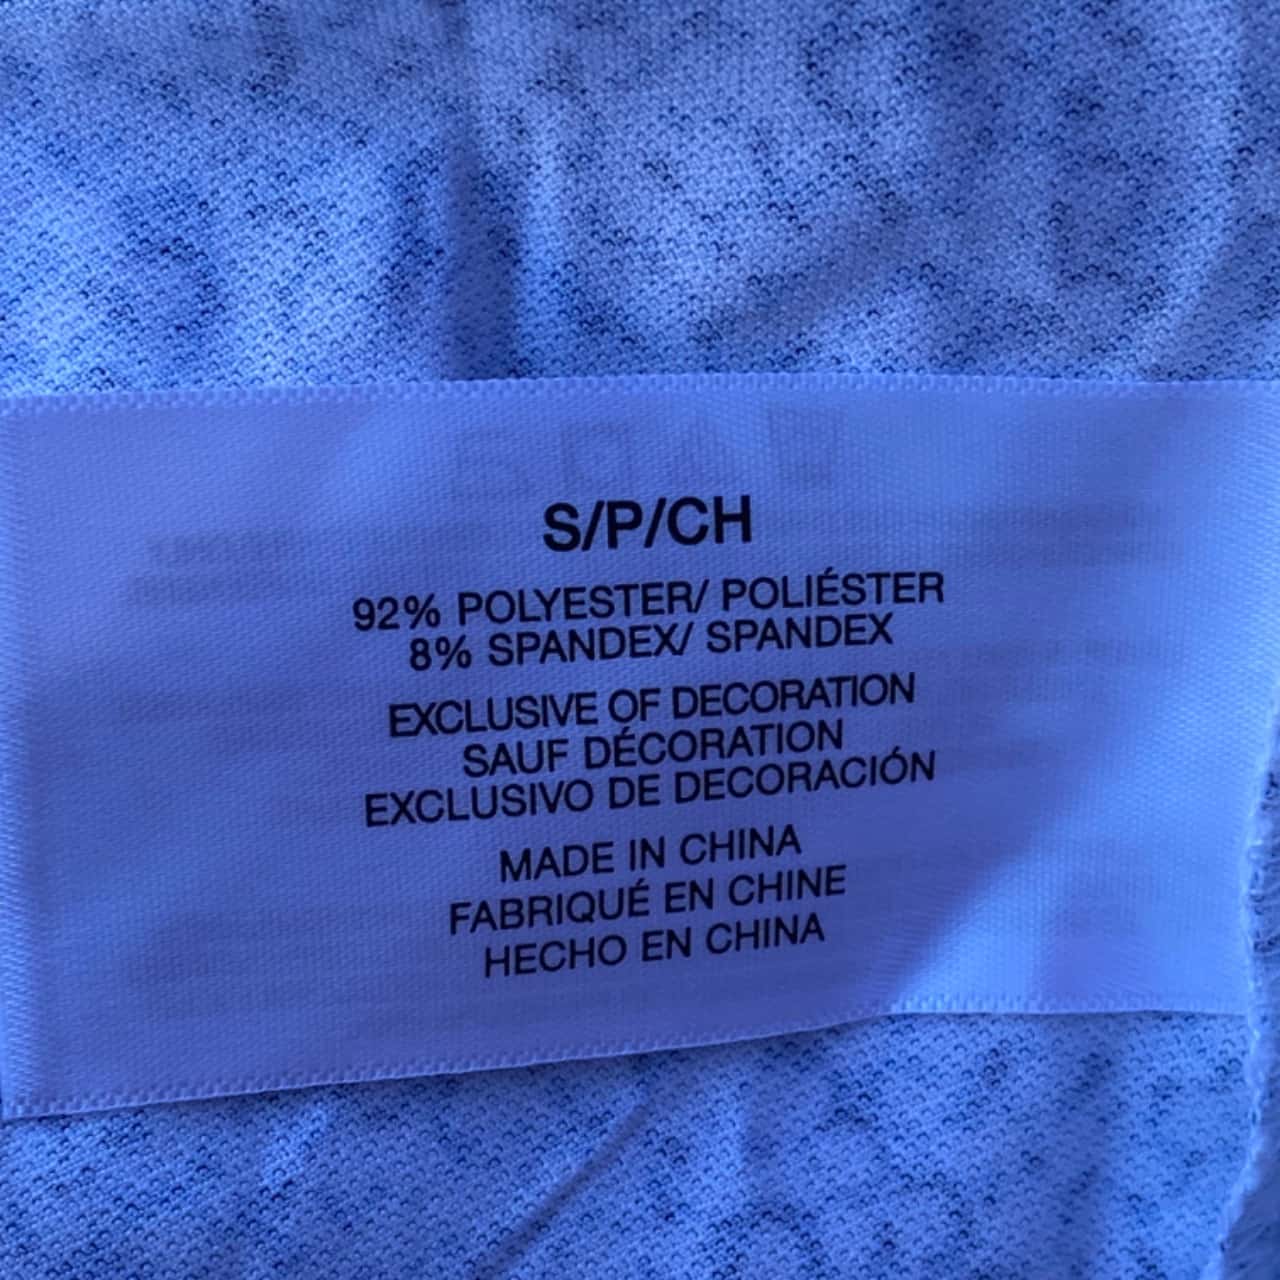 S/P/CH
92% POLYESTER/ POLIÉSTER
8% SPANDEX/ SPANDEX
EXCLUSIVE OF DECORATION
SAUF DÉCORATION
EXCLUSIVO DE DECORACIÓN
MADE IN CHINA
FABRIQUÉ EN CHINE
HECHO EN CHINA